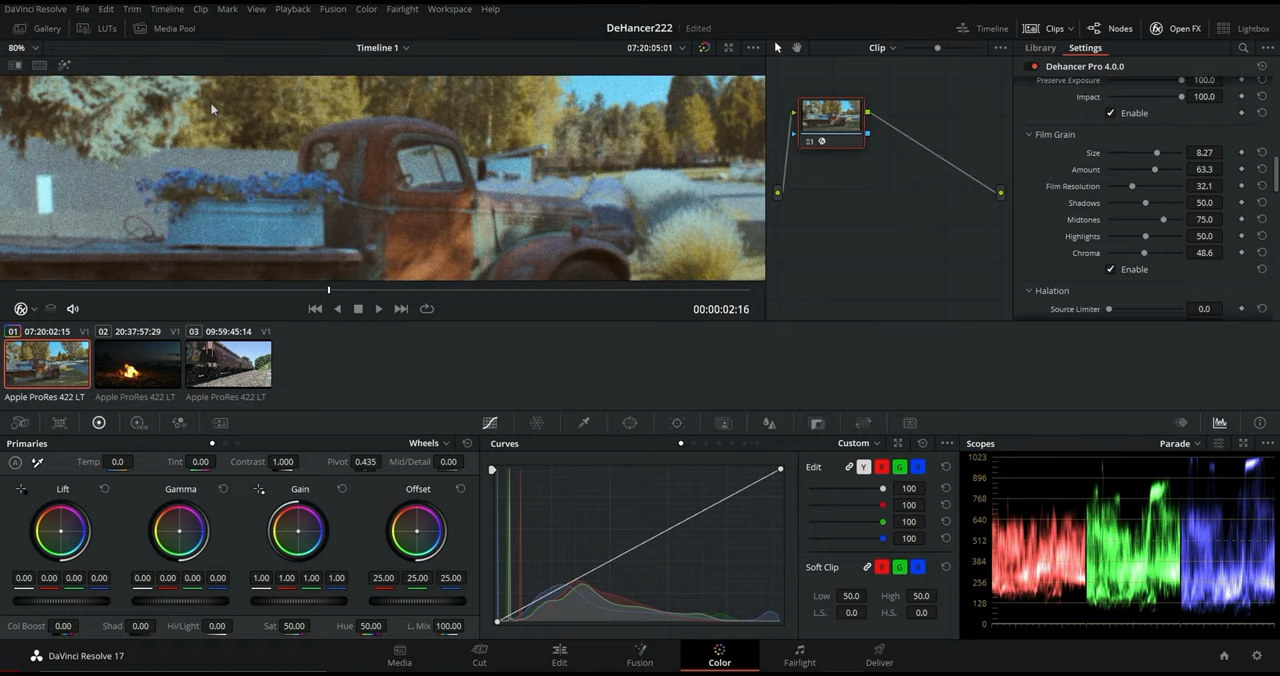 DaVinci Resolve File Edit Trim Timeline Clip Mark View Playback Fusion Color Fairlight Workspace Help
Gallery LUTs Media Pool DeHancer222 Edited Timeline Clips Nodes Open FX Lightbox
80% Timeline 1 07:20:05:01 Clip Library Settings
Dehancer Pro 4.0.0
Preserve Exposure 100.0
Impact 100.0
Enable
Film Grain
Size 8.27
Amount 63.3
Film Resolution 32.1
Shadows 50.0
Midtones 75.0
Highlights 50.0
Chroma 48.6
Enable
Halation
Source Limiter 0.0
01
00:00:02:16
01 07:20:02:15 V1 02 20:37:57:29 V1 03 09:59:45:14 V1
Apple ProRes 422 LT Apple ProRes 422 LT Apple ProRes 422 LT
Primaries Wheels Curves Custom Scopes Parade
Temp 0.0 Tint 0.00 Contrast 1.000 Pivot 0.435 Mid/Detail 0.00
Lift Gamma Gain Offset
0.00 0.00 0.00 0.00 0.00 0.00 0.00 0.00 1.00 1.00 1.00 1.00 25.00 25.00 25.00
Col Boost 0.00 Shad 0.00 Hi/Light 0.00 Sat 50.00 Hue 50.00 L. Mix 100.00
Edit Y R G B
100
100
100
100
Soft Clip R G B
Low 50.0 High 50.0
L.S. 0.0 H.S. 0.0
1023
896
768
640
512
384
256
128
0
DaVinci Resolve 17 Media Cut Edit Fusion Color Fairlight Deliver